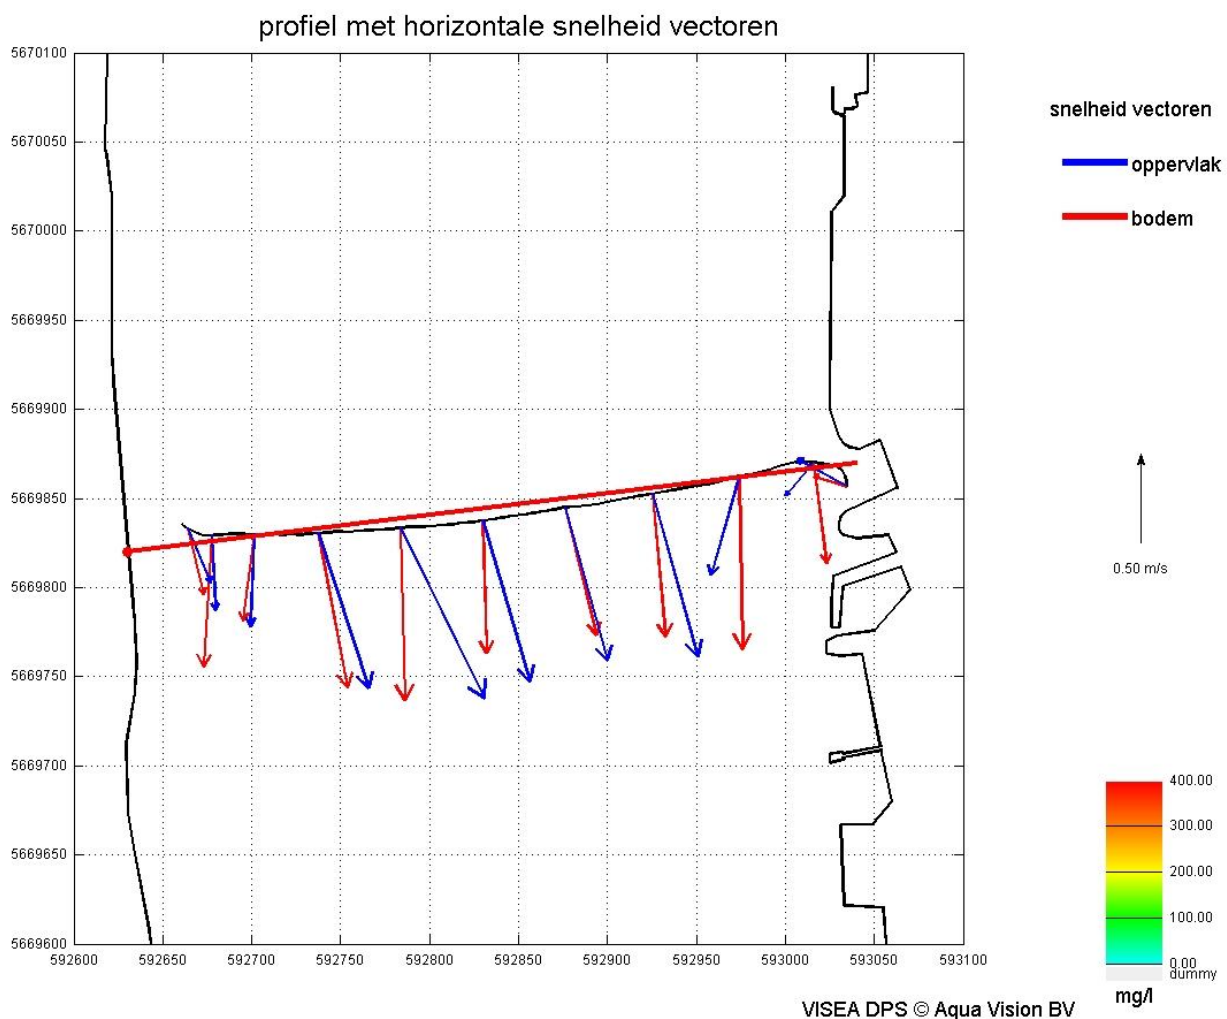 profiel met horizontale snelheid vectoren
5670100
5670050
5670000
5669950
5669900
5669850
5669800
5669750
5669700
5669650
5669600
592600 592650 592700 592750 592800 592850 592900 592950 593000 593050 593100
snelheid vectoren
oppervlak
bodem
0.50 m/s
400.00
300.00
200.00
100.00
0.00
dummy
mg/l
VISEA DPS © Aqua Vision BV